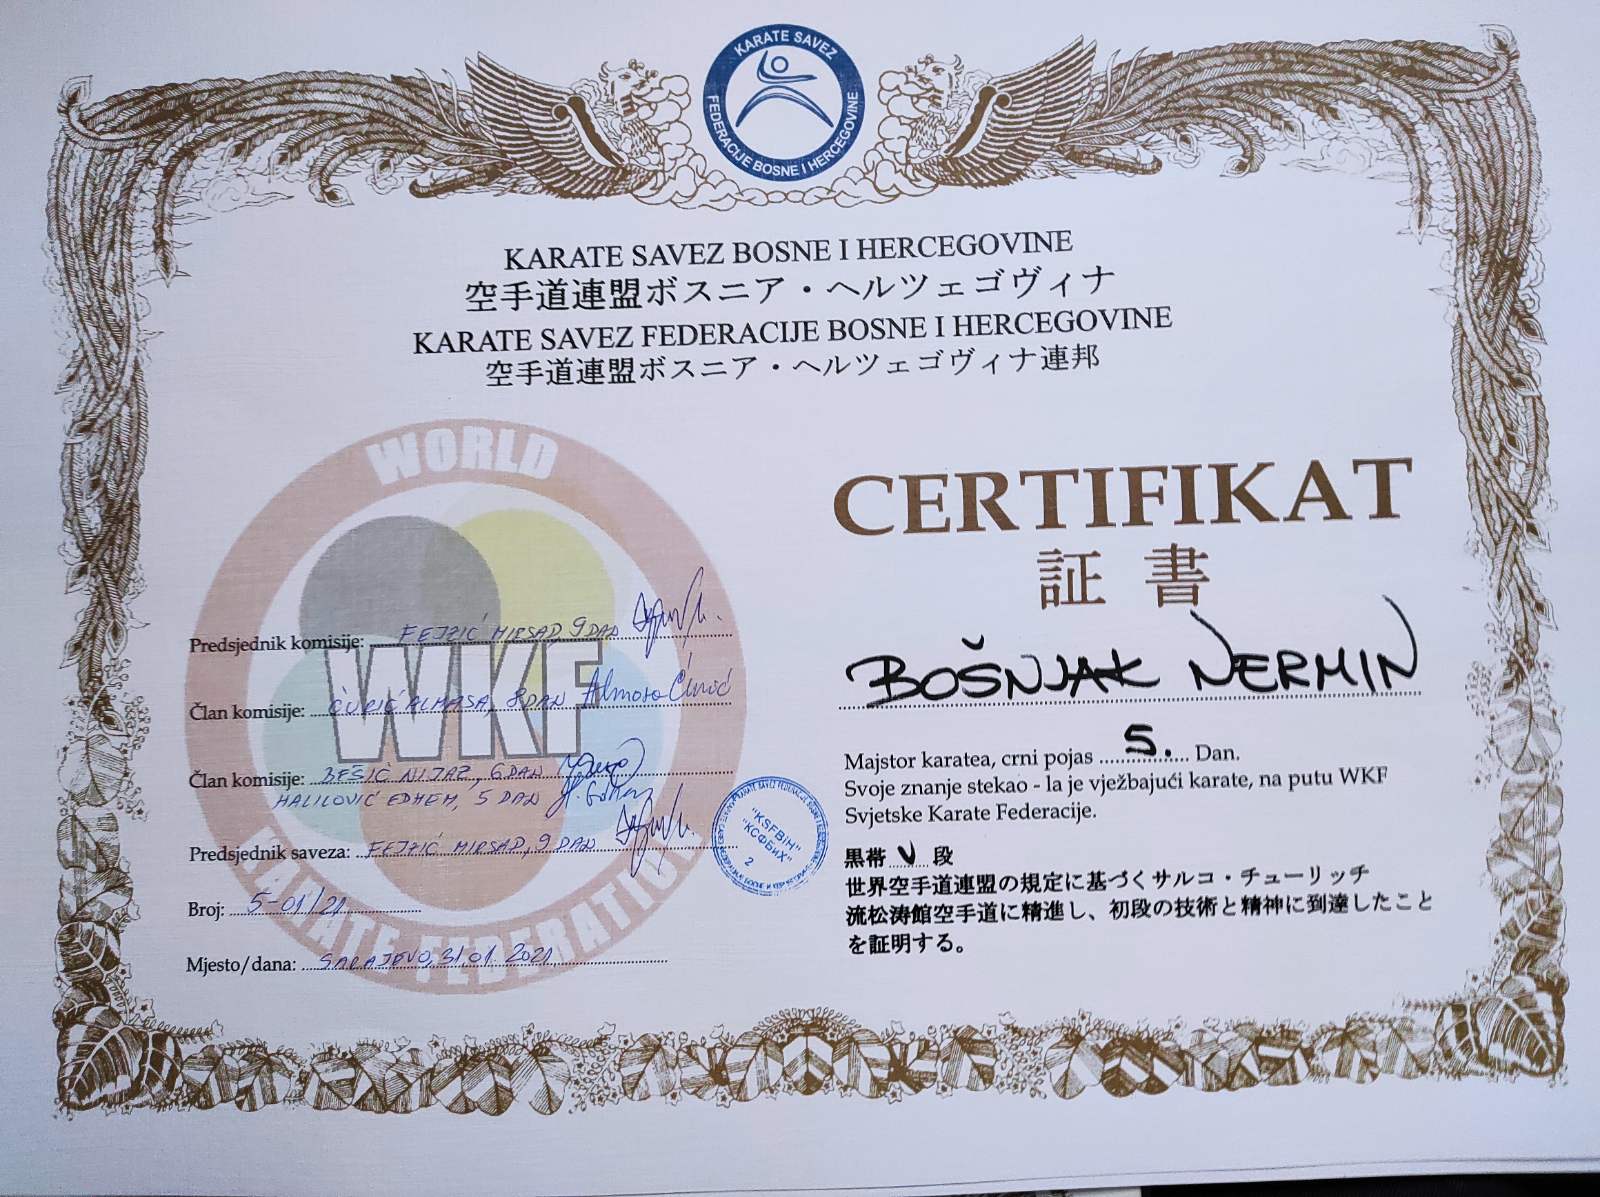 KARATE SAVEZ
FEDERACIJE BOSNE I HERCEGOVINE
KARATE SAVEZ BOSNE I HERCEGOVINE
空手道連盟ボスニア・ヘルツェゴヴィナ
KARATE SAVEZ FEDERACIJE BOSNE I HERCEGOVINE
空手道連盟ボスニア・ヘルツェゴヴィナ連邦
WORLD
WKF
KARATE FEDERATION
Predsjednik komisije: FEJZIĆ MIRSAD, 9 DAN
Član komisije: ĆURIĆ ALMASA, 8 DAN Almasa Ćurić
Član komisije: BEŠIĆ NIJAZ, 6 DAN
HALILOVIĆ EDHEM, 5 DAN
Predsjednik saveza: FEJZIĆ MIRSAD, 9 DAN
Broj: 5-01/21
Mjesto/dana: SARAJEVO, 31.01.2021.
"KSFBiH"
"КСФБиХ"
2
CERTIFIKAT
証書
BOŠNJAK NERMIN
Majstor karatea, crni pojas 5. Dan.
Svoje znanje stekao - la je vježbajući karate, na putu WKF
Svjetske Karate Federacije.
黒帯 V 段
世界空手道連盟の規定に基づくサルコ・チューリッチ
流松涛館空手道に精進し、初段の技術と精神に到達したこと
を証明する。